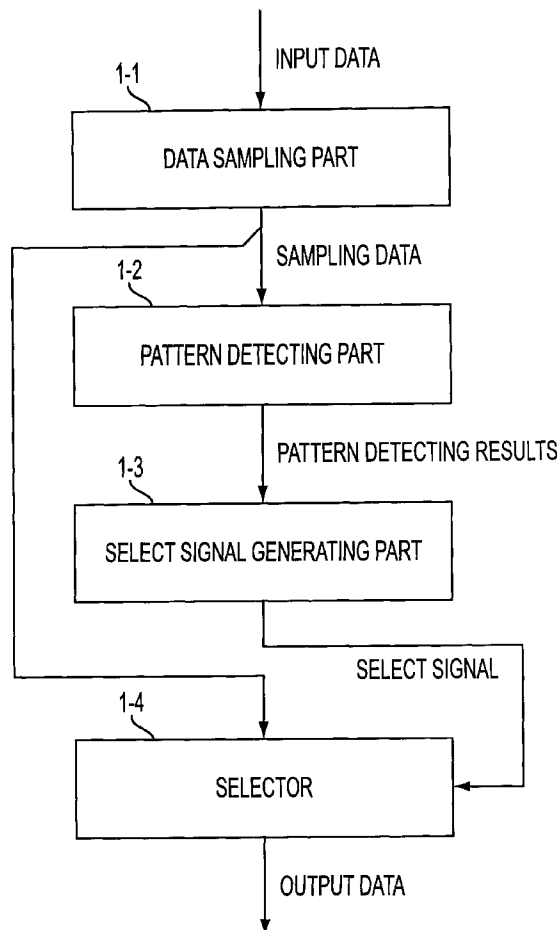 INPUT DATA
1-1
DATA SAMPLING PART
SAMPLING DATA
1-2
PATTERN DETECTING PART
PATTERN DETECTING RESULTS
1-3
SELECT SIGNAL GENERATING PART
SELECT SIGNAL
1-4
SELECTOR
OUTPUT DATA